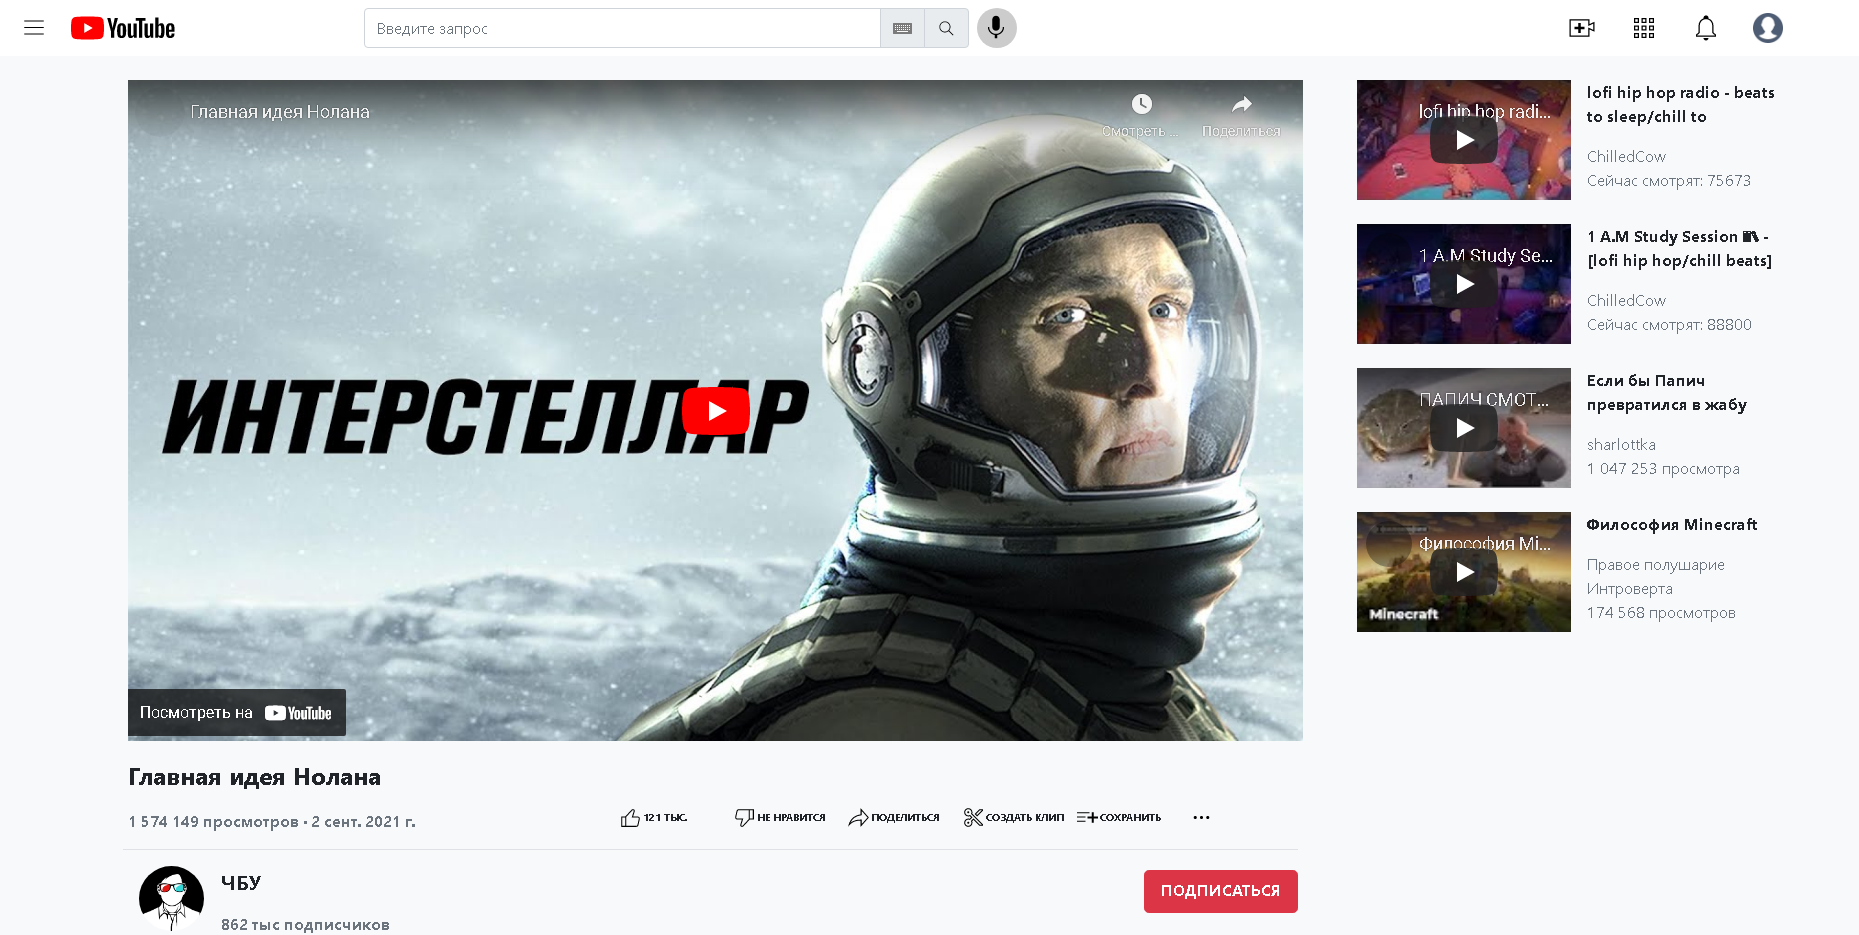 YouTube
Введите запрос
Главная идея Нолана
Смотреть ...
Поделиться
ИНТЕРСТЕЛЛАР
Посмотреть на YouTube
Главная идея Нолана
1 574 149 просмотров · 2 сент. 2021 г.
121 ТЫС.
НЕ НРАВИТСЯ
ПОДЕЛИТЬСЯ
СОЗДАТЬ КЛИП
СОХРАНИТЬ
ЧБУ
862 тыс подписчиков
ПОДПИСАТЬСЯ
lofi hip hop radi...
lofi hip hop radio - beats
to sleep/chill to
ChilledCow
Сейчас смотрят: 75673
1 A.M Study Se...
1 A.M Study Session 📚 -
[lofi hip hop/chill beats]
ChilledCow
Сейчас смотрят: 88800
ПАПИЧ СМОТ...
Если бы Папич
превратился в жабу
sharlottka
1 047 253 просмотра
Философия Mi...
Minecraft
Философия Minecraft
Правое полушарие
Интроверта
174 568 просмотров